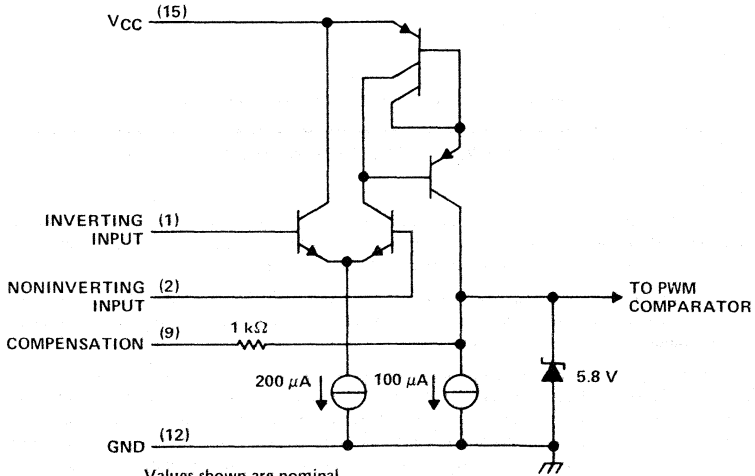 VCC (15)
INVERTING (1)
INPUT
NONINVERTING (2)
INPUT
TO PWM
COMPARATOR
COMPENSATION (9)
1 kΩ
200 μA
100 μA
5.8 V
GND (12)
Values shown are nominal